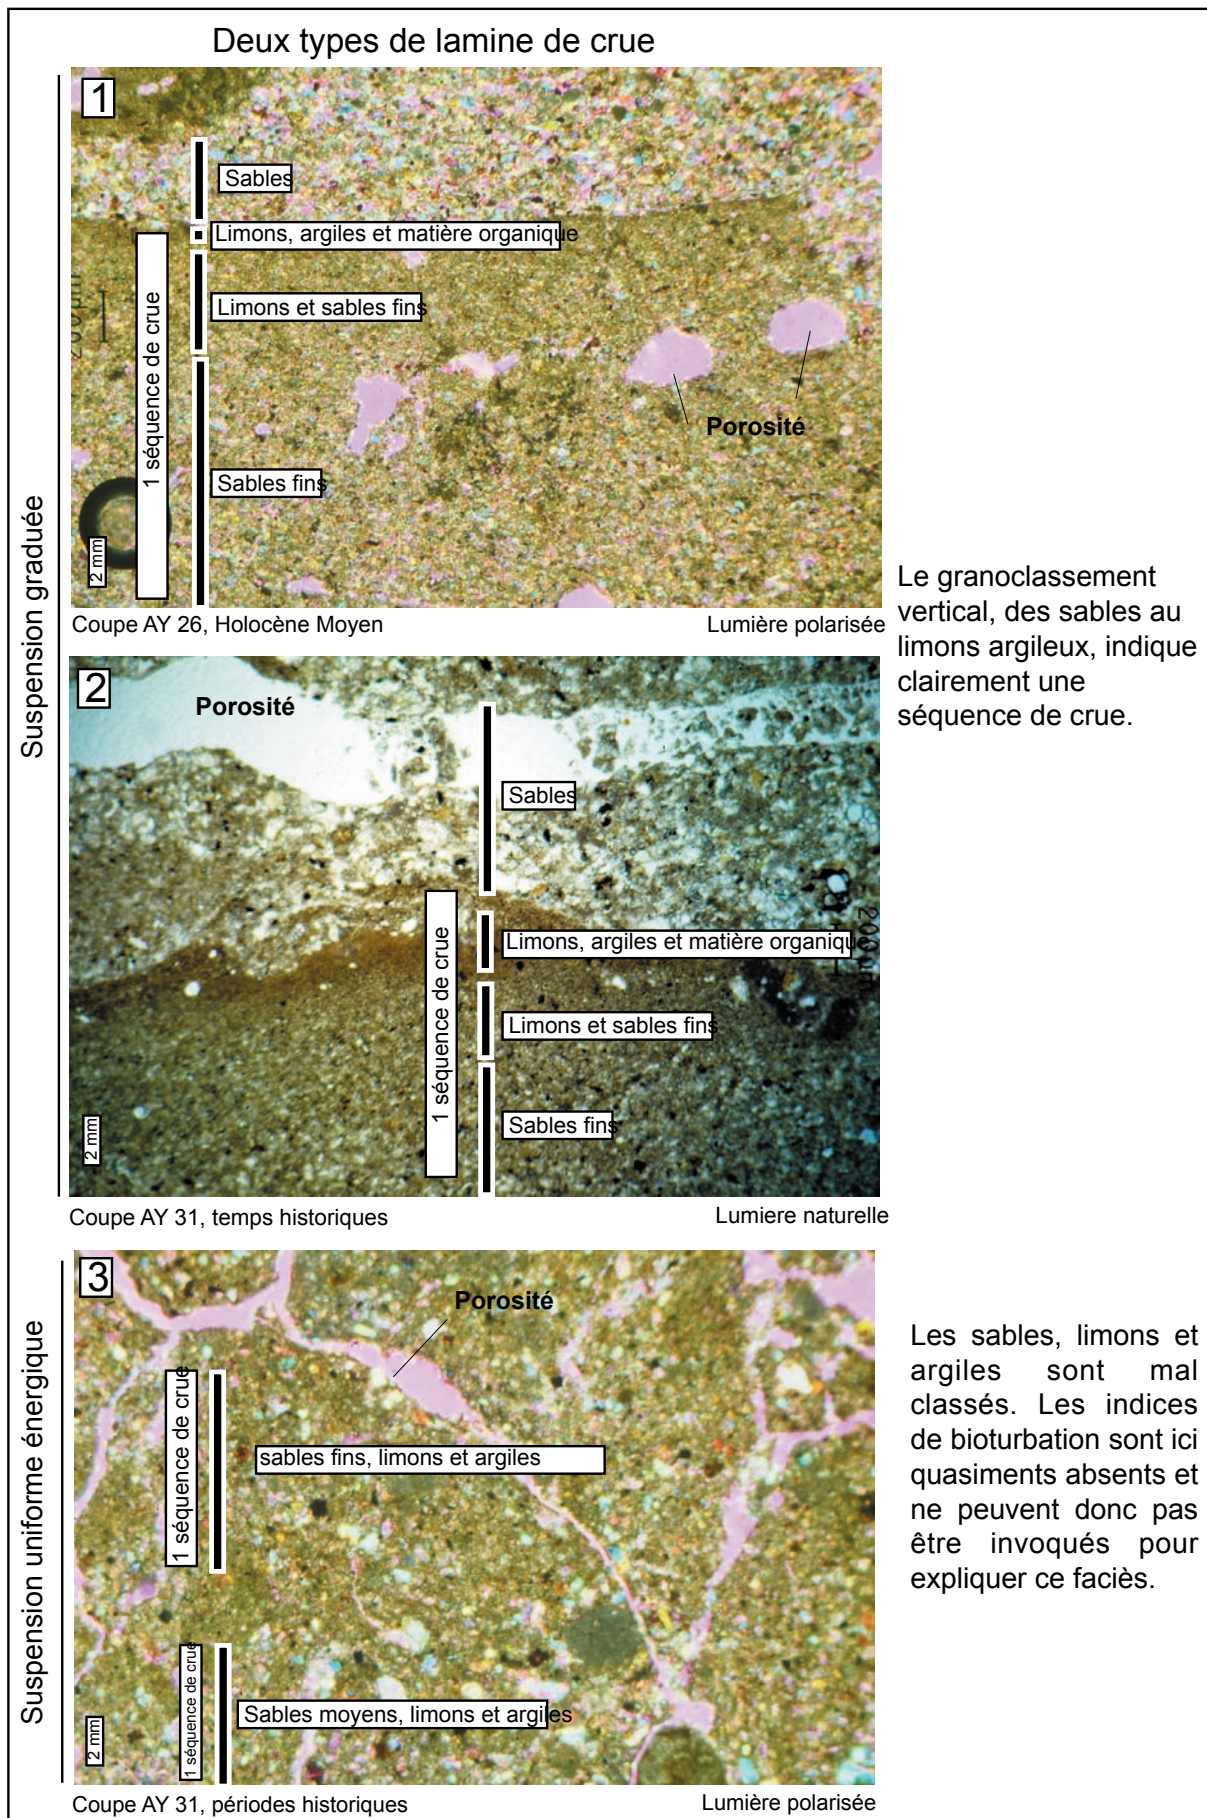 Deux types de lamine de crue
Suspension graduée
1
Sables
Limons, argiles et matière organique
Limons et sables fins
1 séquence de crue
Porosité
Sables fins
2 mm
Coupe AY 26, Holocène Moyen
Lumière polarisée
Le granoclassement
vertical, des sables au
limons argileux, indique
clairement une
séquence de crue.
2
Porosité
Sables
1 séquence de crue
Limons, argiles et matière organique
Limons et sables fins
Sables fins
2 mm
Coupe AY 31, temps historiques
Lumiere naturelle
Suspension uniforme énergique
3
Porosité
1 séquence de crue
sables fins, limons et argiles
1 séquence de crue
Sables moyens, limons et argiles
2 mm
Coupe AY 31, périodes historiques
Lumière polarisée
Les sables, limons et
argiles sont mal
classés. Les indices
de bioturbation sont ici
quasiments absents et
ne peuvent donc pas
être invoqués pour
expliquer ce faciès.